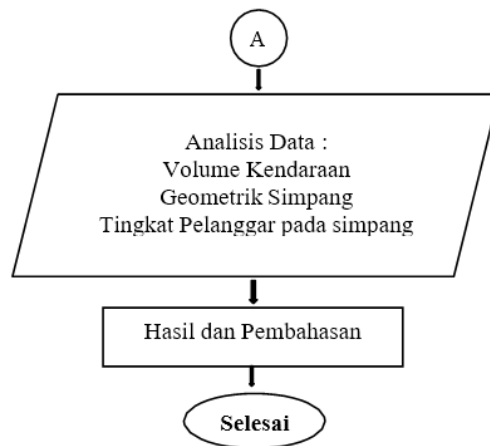 A
Analisis Data :
Volume Kendaraan
Geometrik Simpang
Tingkat Pelanggar pada simpang
Hasil dan Pembahasan
Selesai